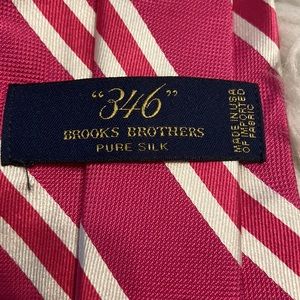 "346"
BROOKS BROTHERS
PURE SILK
MADE IN USA
OF IMPORTED
FABRIC